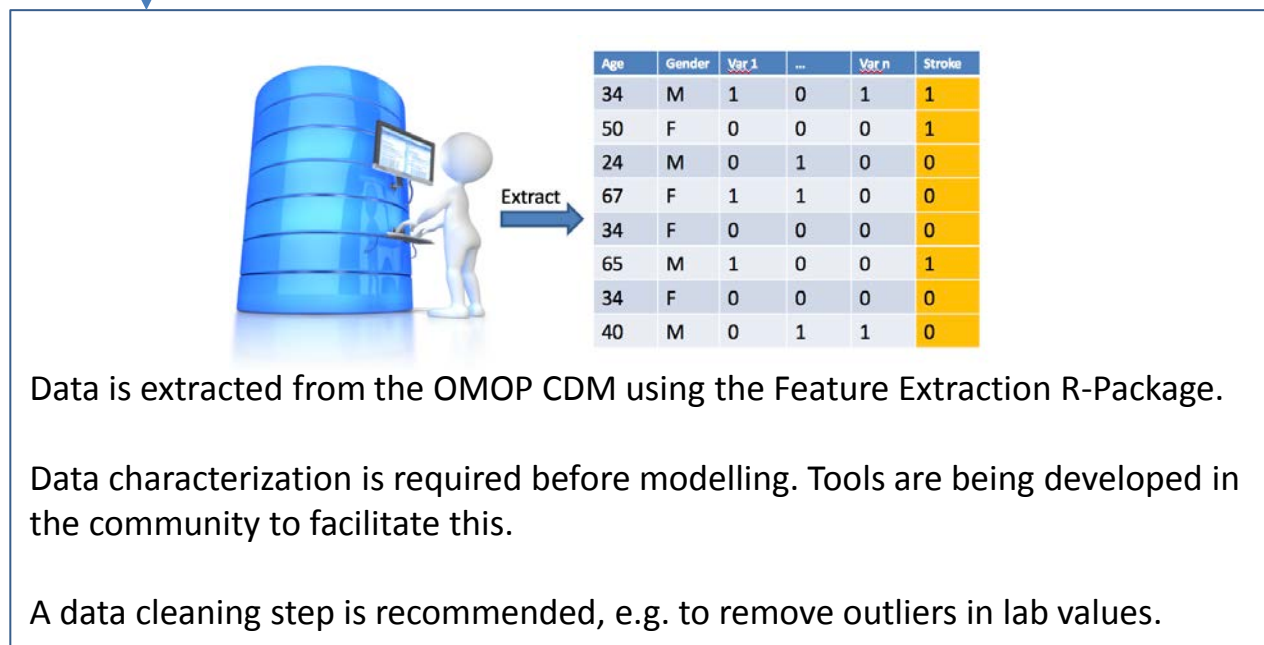 Extract
Age Gender Var 1 ... Var n Stroke
34 M 1 0 1 1
50 F 0 0 0 1
24 M 0 1 0 0
67 F 1 1 0 0
34 F 0 0 0 0
65 M 1 0 0 1
34 F 0 0 0 0
40 M 0 1 1 0
Data is extracted from the OMOP CDM using the Feature Extraction R-Package.
Data characterization is required before modelling. Tools are being developed in
the community to facilitate this.
A data cleaning step is recommended, e.g. to remove outliers in lab values.